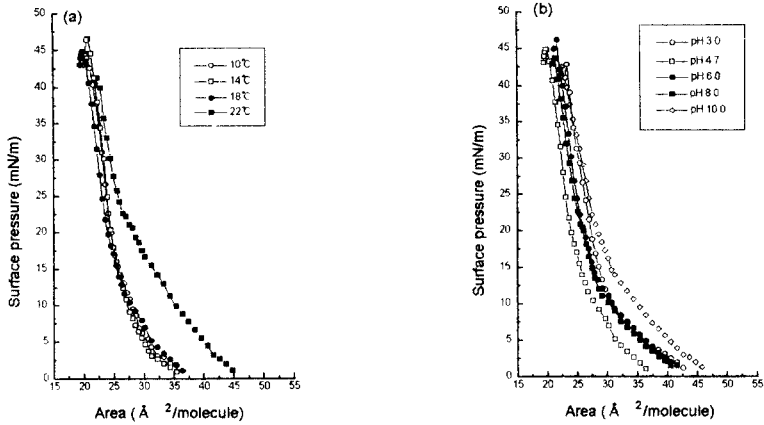 (a)
50
45
40
35
30
25
20
15
10
5
0
15 20 25 30 35 40 45 50 55
Surface pressure (mN/m)
Area (Å ²/molecule)
10℃
14℃
18℃
22℃
(b)
50
45
40
35
30
25
20
15
10
5
0
15 20 25 30 35 40 45 50 55
Surface pressure (mN/m)
Area (Å ²/molecule)
pH 3.0
pH 4.7
pH 6.0
pH 8.0
pH 10.0